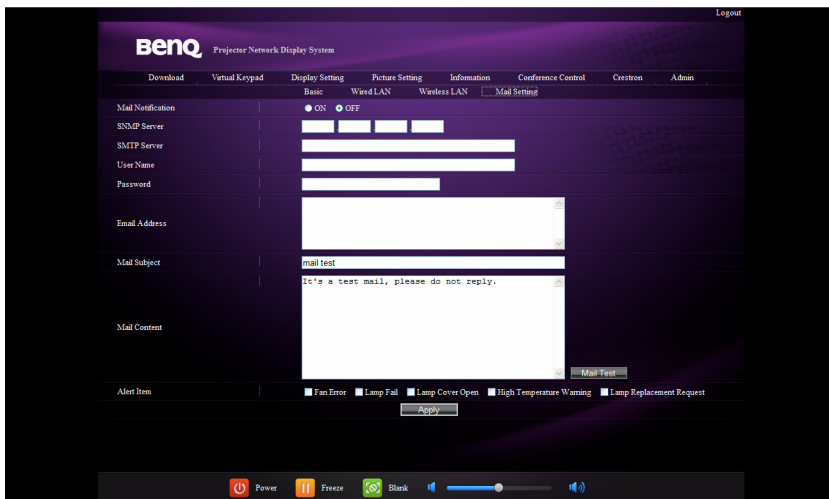 Logout
BenQ Projector Network Display System
Download Virtual Keypad Display Setting Picture Setting Information Conference Control Crestron Admin
Basic Wired LAN Wireless LAN Mail Setting
Mail Notification ON OFF
SNMP Server
SMTP Server
User Name
Password
Email Address
Mail Subject mail test
It's a test mail, please do not reply.
Mail Content
Mail Test
Alert Item Fan Error Lamp Fail Lamp Cover Open High Temperature Warning Lamp Replacement Request
Apply
Power Freeze Blank